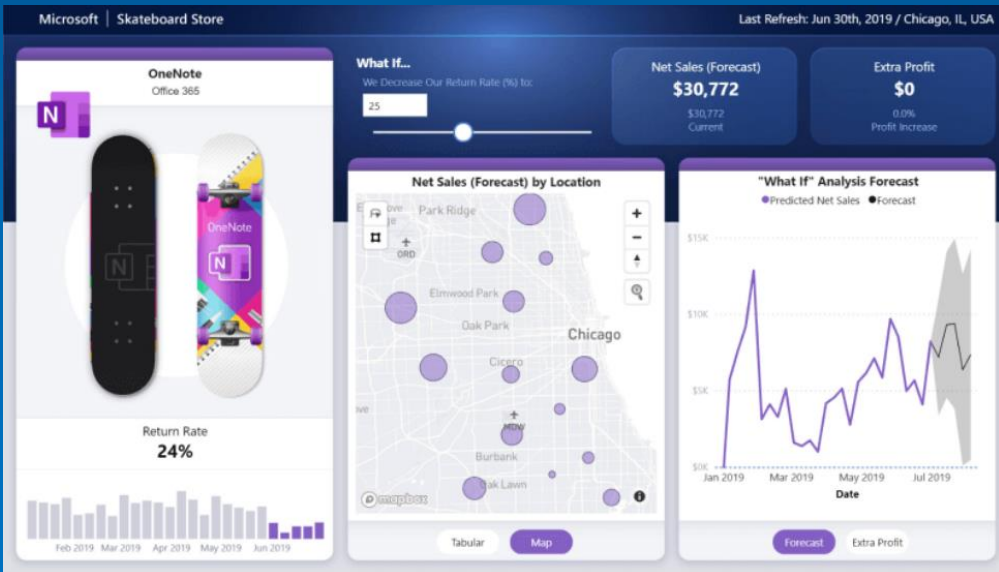 Microsoft | Skateboard Store
Last Refresh: Jun 30th, 2019 / Chicago, IL, USA
OneNote
Office 365
N
OneNote
N
N
Return Rate
24%
Feb 2019 Mar 2019 Apr 2019 May 2019 Jun 2019
What If...
We Decrease Our Return Rate (%) to:
25
Net Sales (Forecast)
$30,772
$30,772
Current
Extra Profit
$0
0.0%
Profit Increase
Net Sales (Forecast) by Location
Park Ridge
ORD
Elmwood Park
Oak Park
Chicago
Cicero
MDW
Burbank
Oak Lawn
mapbox
Tabular
Map
"What If" Analysis Forecast
Predicted Net Sales Forecast
$15K
$10K
$5K
$0K
Jan 2019 Mar 2019 May 2019 Jul 2019
Date
Forecast
Extra Profit